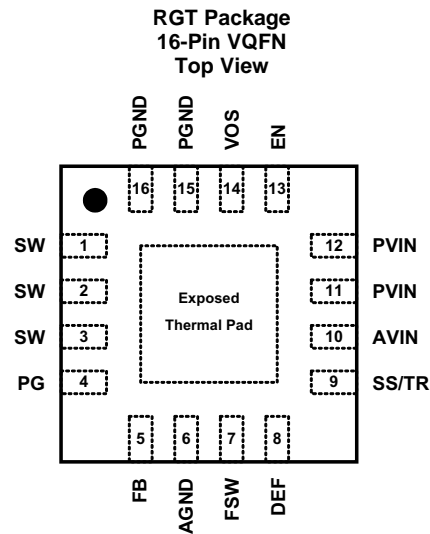 RGT Package
16-Pin VQFN
Top View
PGND PGND VOS EN
16 15 14 13
SW 1 12 PVIN
SW 2 11 PVIN
Exposed
Thermal Pad
SW 3 10 AVIN
PG 4 9 SS/TR
5 6 7 8
FB AGND FSW DEF